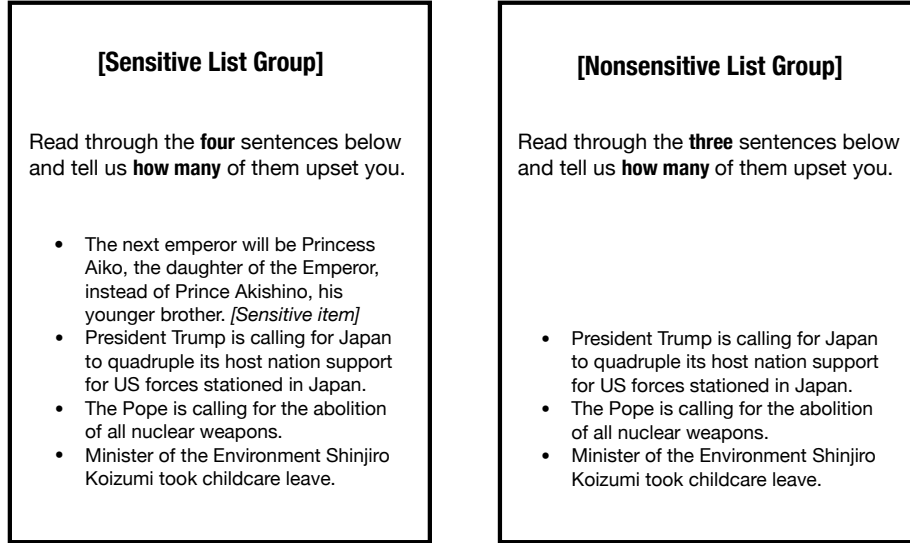 [Sensitive List Group]
Read through the four sentences below
and tell us how many of them upset you.
• The next emperor will be Princess
Aiko, the daughter of the Emperor,
instead of Prince Akishino, his
younger brother. [Sensitive item]
• President Trump is calling for Japan
to quadruple its host nation support
for US forces stationed in Japan.
• The Pope is calling for the abolition
of all nuclear weapons.
• Minister of the Environment Shinjiro
Koizumi took childcare leave.
[Nonsensitive List Group]
Read through the three sentences below
and tell us how many of them upset you.
• President Trump is calling for Japan
to quadruple its host nation support
for US forces stationed in Japan.
• The Pope is calling for the abolition
of all nuclear weapons.
• Minister of the Environment Shinjiro
Koizumi took childcare leave.